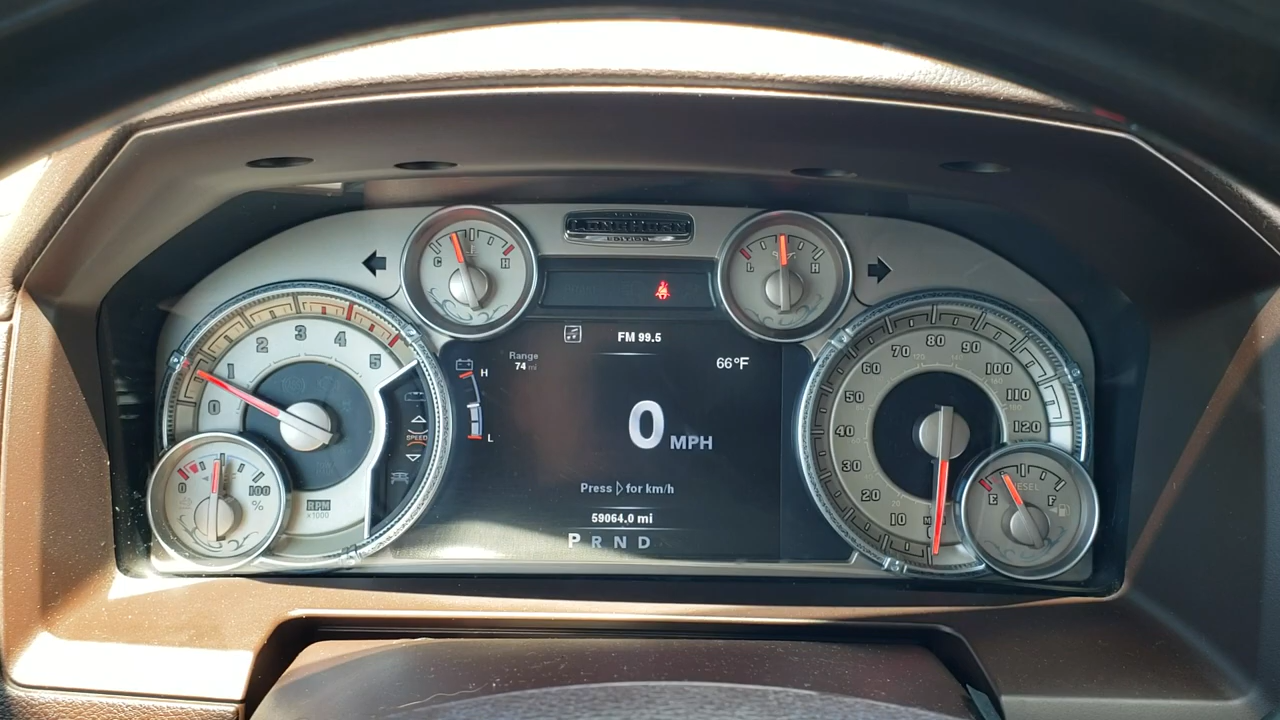 LONGHORN
EDITION
C H
L H
FM 99.5
Range
74 mi
66°F
H
L
0 MPH
Press ▷ for km/h
59064.0 mi
P R N D
0 1 2 3 4 5
RPM
x1000
SPEED
0 100
%
10 20 30 40 50 60 70 80 90 100 110 120
E F
DIESEL